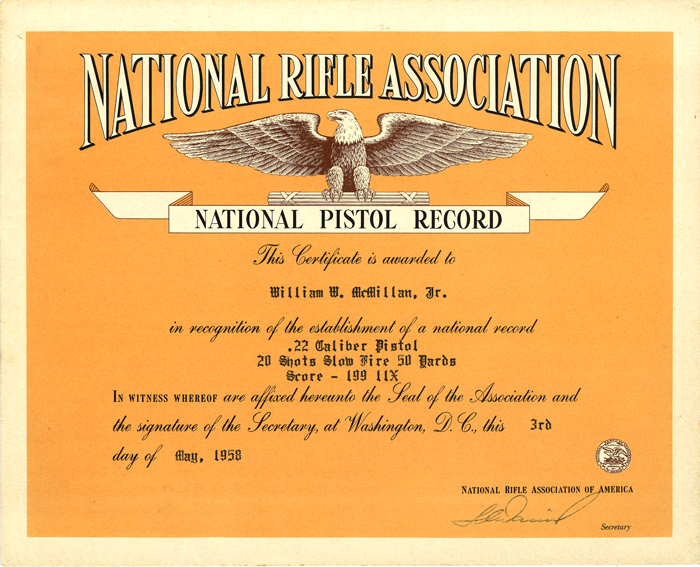 NATIONAL RIFLE ASSOCIATION
NATIONAL PISTOL RECORD
This Certificate is awarded to
William W. McMillan, Jr.
in recognition of the establishment of a national record
.22 Caliber Pistol
20 Shots Slow Fire 50 Yards
Score - 199 11X
IN WITNESS WHEREOF are affixed hereunto the Seal of the Association and
the signature of the Secretary, at Washington, D. C., this 3rd
day of May, 1958
NATIONAL RIFLE ASSOCIATION OF AMERICA
Secretary